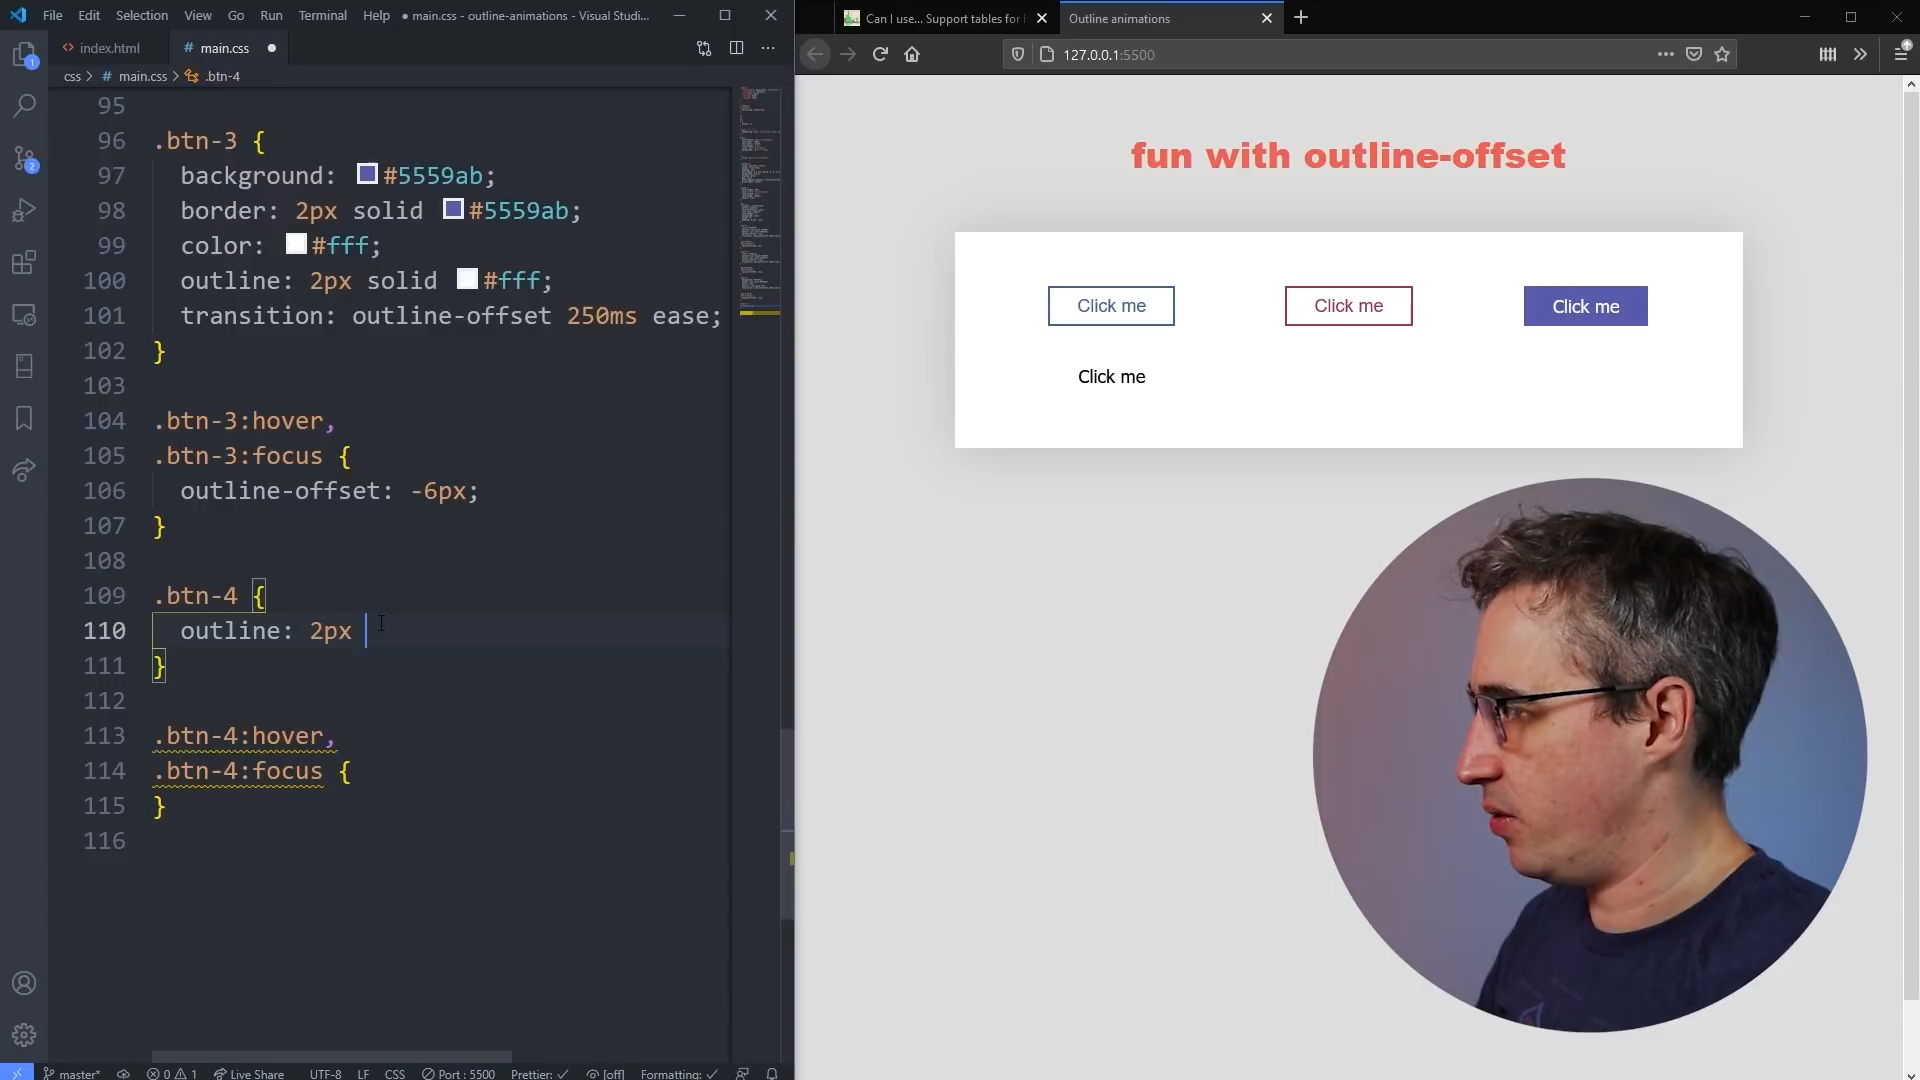 File Edit Selection View Go Run Terminal Help ● main.css - outline-animations - Visual Studi...
index.html
# main.css ●
css > # main.css > .btn-4
95
96 .btn-3 {
97 background: #5559ab;
98 border: 2px solid #5559ab;
99 color: #fff;
100 outline: 2px solid #fff;
101 transition: outline-offset 250ms ease;
102 }
103
104 .btn-3:hover,
105 .btn-3:focus {
106 outline-offset: -6px;
107 }
108
109 .btn-4 {
110 outline: 2px
111 }
112
113 .btn-4:hover,
114 .btn-4:focus {
115 }
116
1
2
master* 0 1 Live Share UTF-8 LF CSS Port : 5500 Prettier: ✓ [off] Formatting: ✓
Can I use... Support tables for
Outline animations
127.0.0.1:5500
fun with outline-offset
Click me
Click me
Click me
Click me